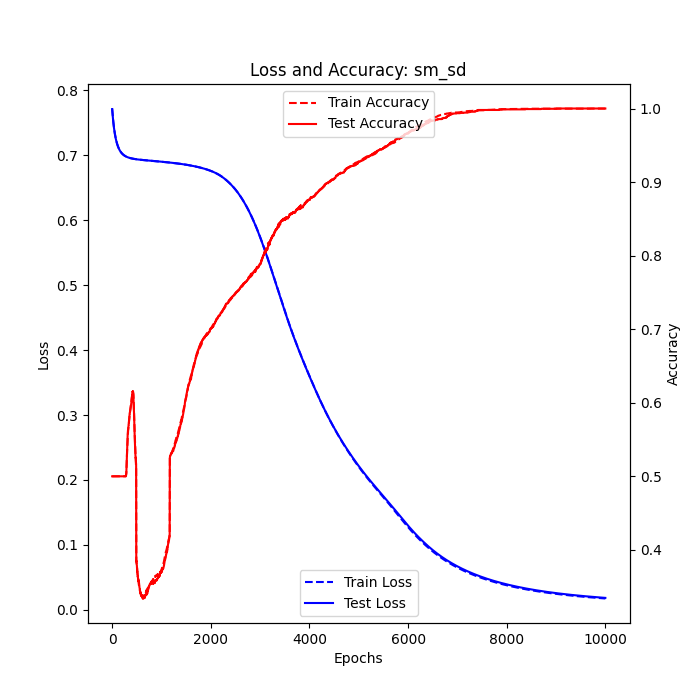 Loss and Accuracy: sm_sd
Train Accuracy
Test Accuracy
Train Loss
Test Loss
Loss
0.8
0.7
0.6
0.5
0.4
0.3
0.2
0.1
0.0
Accuracy
1.0
0.9
0.8
0.7
0.6
0.5
0.4
0
2000
4000
6000
8000
10000
Epochs